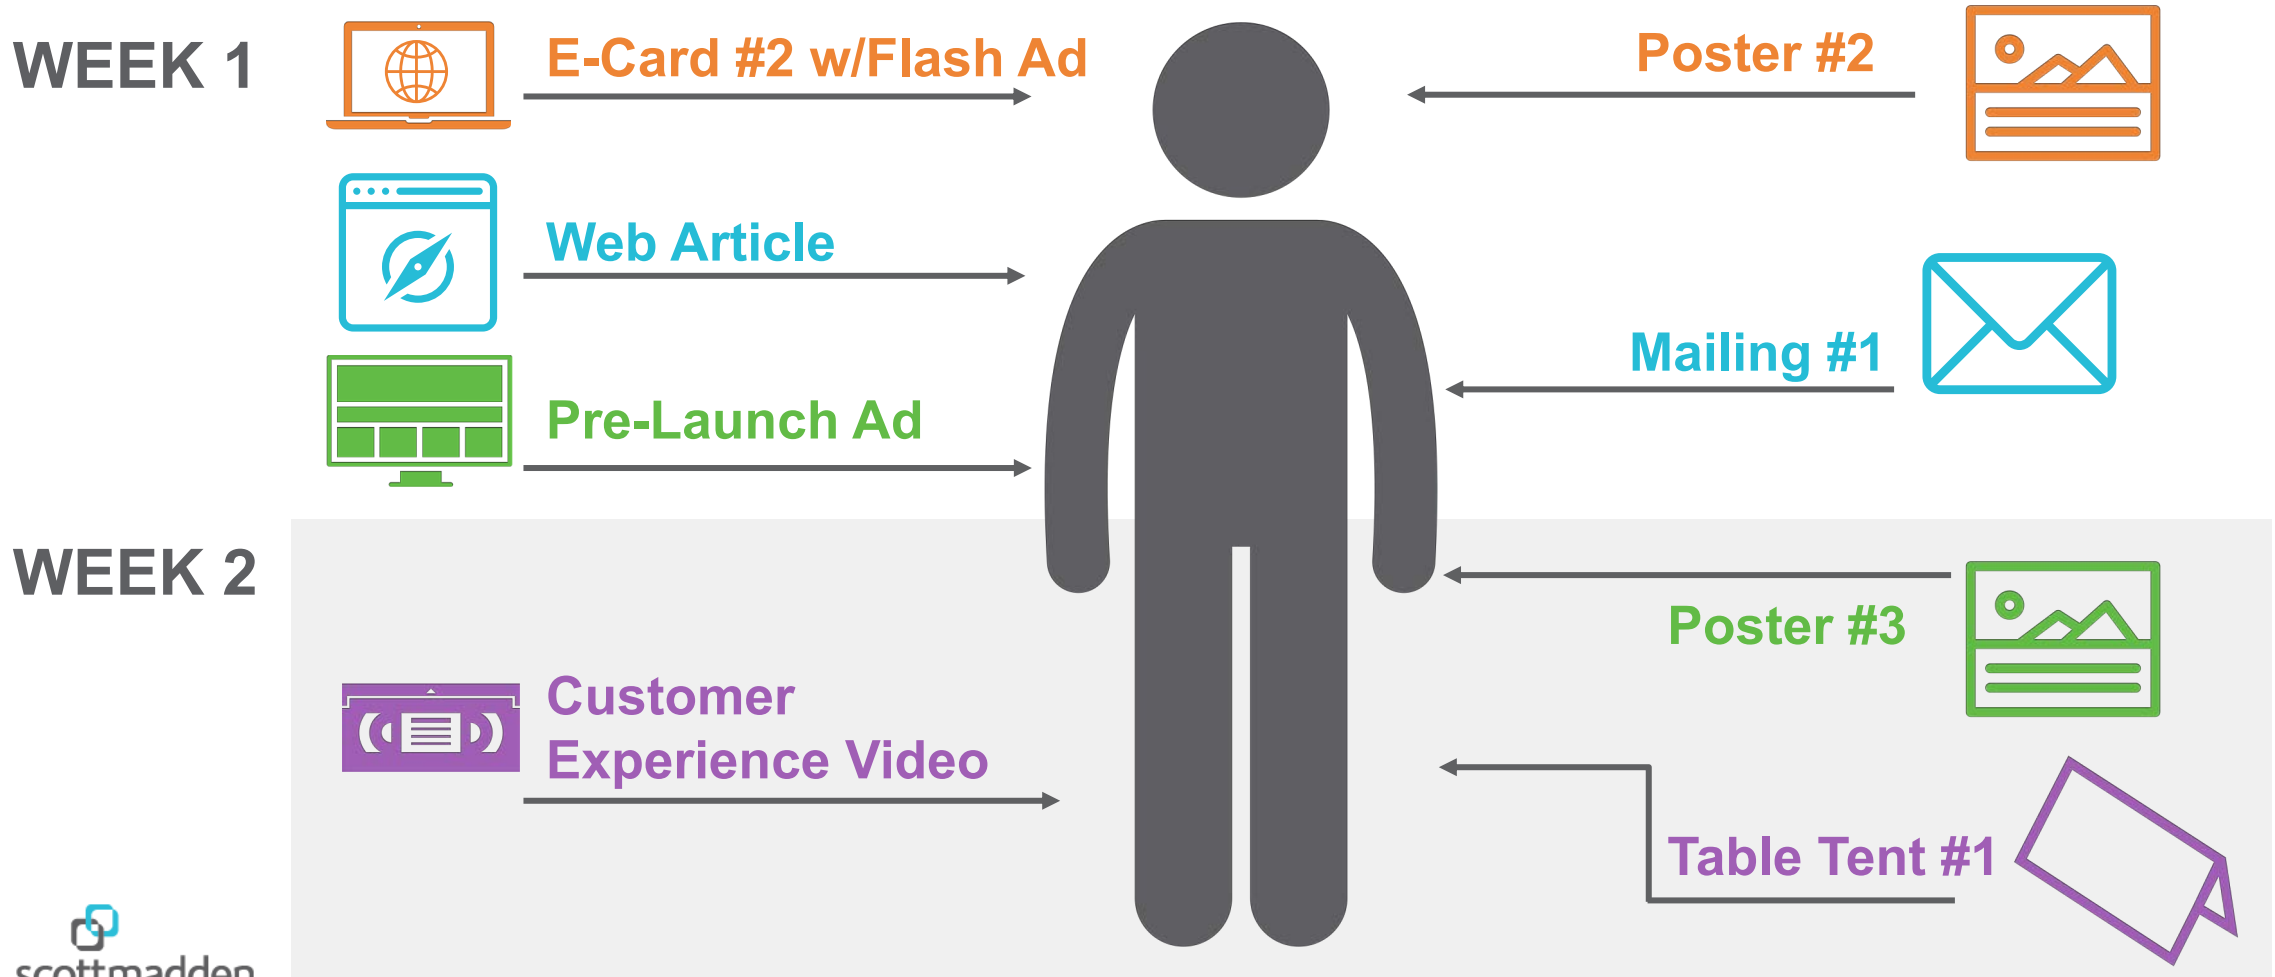 WEEK 1
E-Card #2 w/Flash Ad
Poster #2
Web Article
Mailing #1
Pre-Launch Ad
WEEK 2
Poster #3
Customer
Experience Video
Table Tent #1
scottmadden